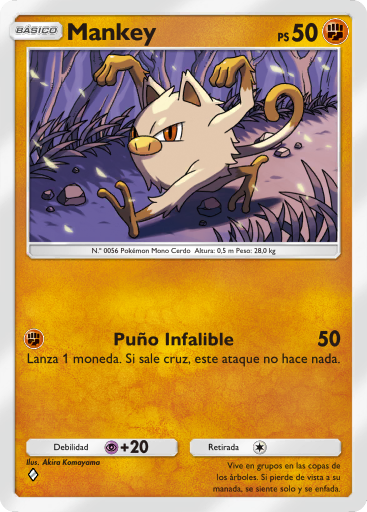 BÁSICO Mankey PS 50
N.º 0056 Pokémon Mono Cerdo Altura: 0,5 m Peso: 28,0 kg
Puño Infalible 50
Lanza 1 moneda. Si sale cruz, este ataque no hace nada.
Debilidad +20 Retirada
Ilus. Akira Komayama
Vive en grupos en las copas de
los árboles. Si pierde de vista a su
manada, se siente solo y se enfada.